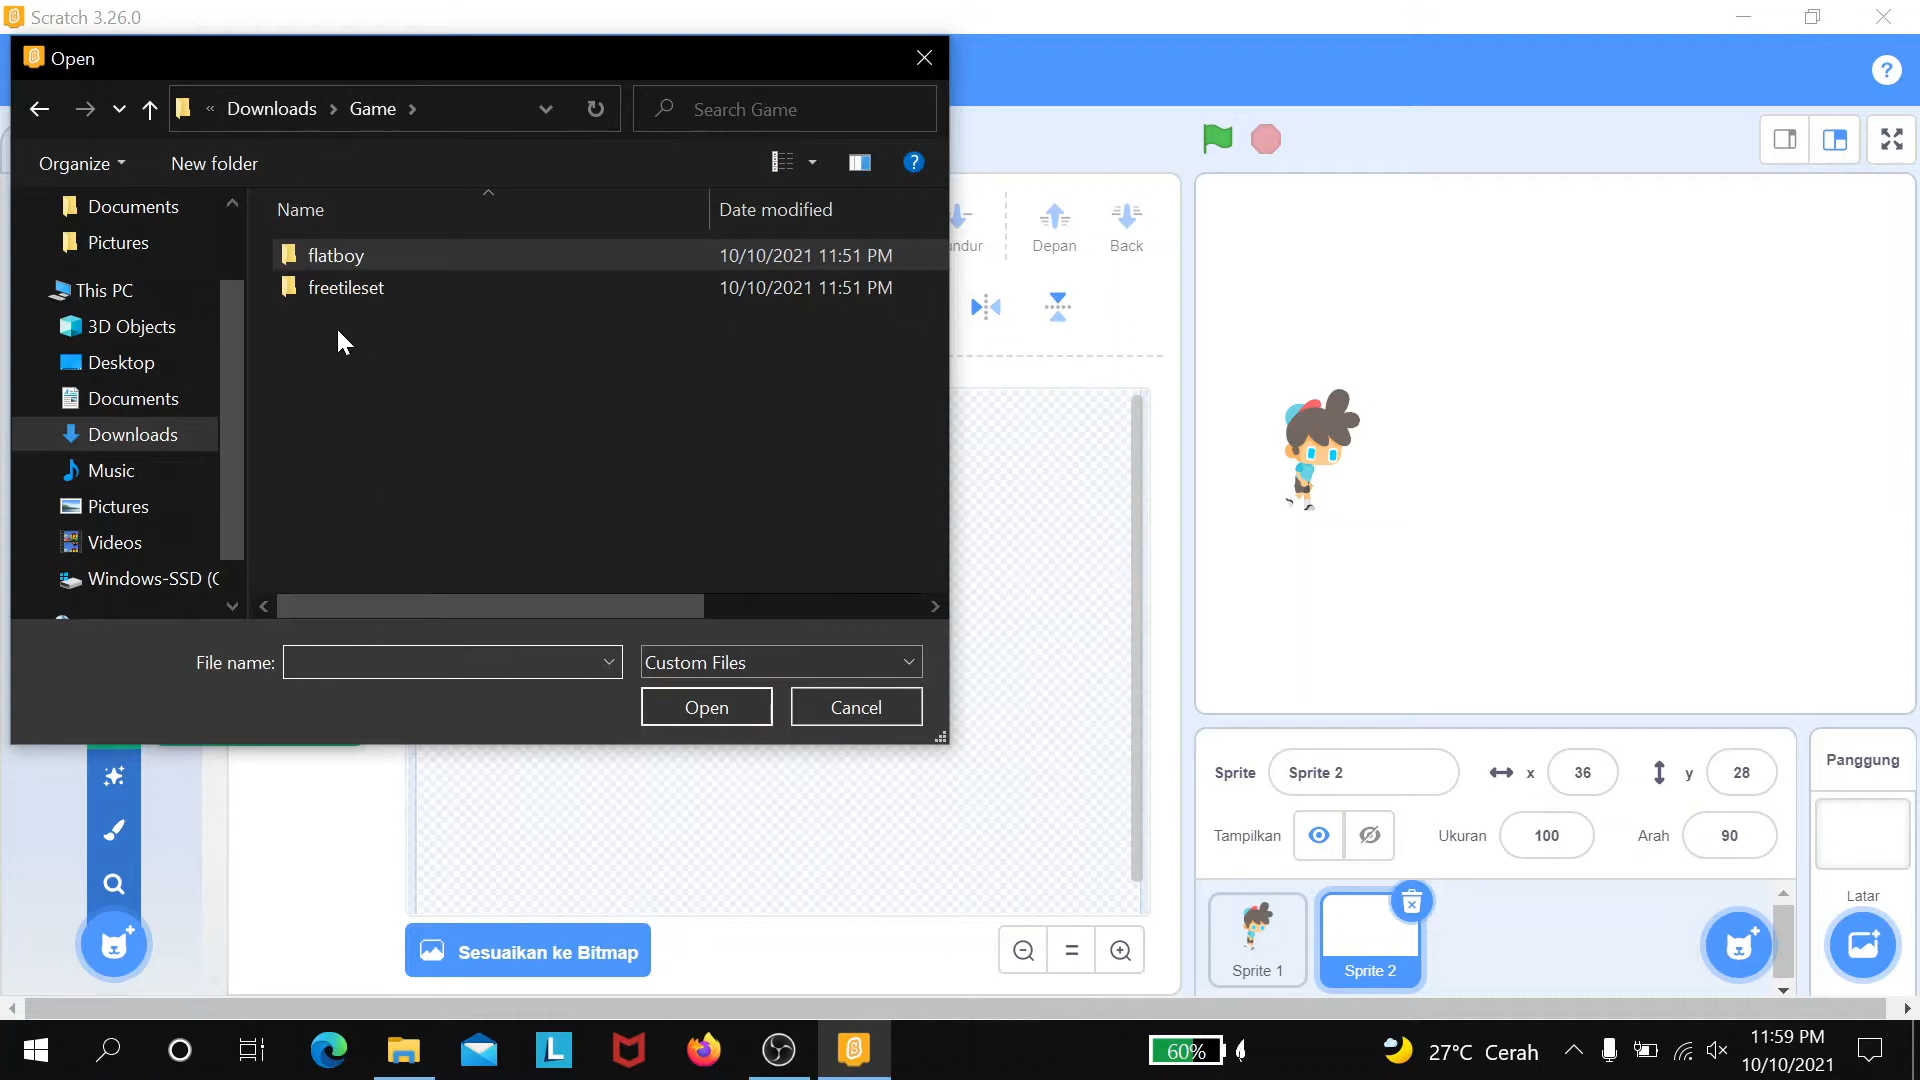 Scratch 3.26.0
Open
« Downloads › Game ›
Search Game
Organize
New folder
Documents
Pictures
This PC
3D Objects
Desktop
Documents
Downloads
Music
Pictures
Videos
Windows-SSD (C
Name
Date modified
flatboy
10/10/2021 11:51 PM
freetileset
10/10/2021 11:51 PM
File name:
Custom Files
Open
Cancel
ndur
Depan
Back
Sesuaikan ke Bitmap
Sprite
Sprite 2
x
36
y
28
Tampilkan
Ukuran
100
Arah
90
Sprite 1
Sprite 2
Panggung
Latar
60%
27°C Cerah
11:59 PM
10/10/2021